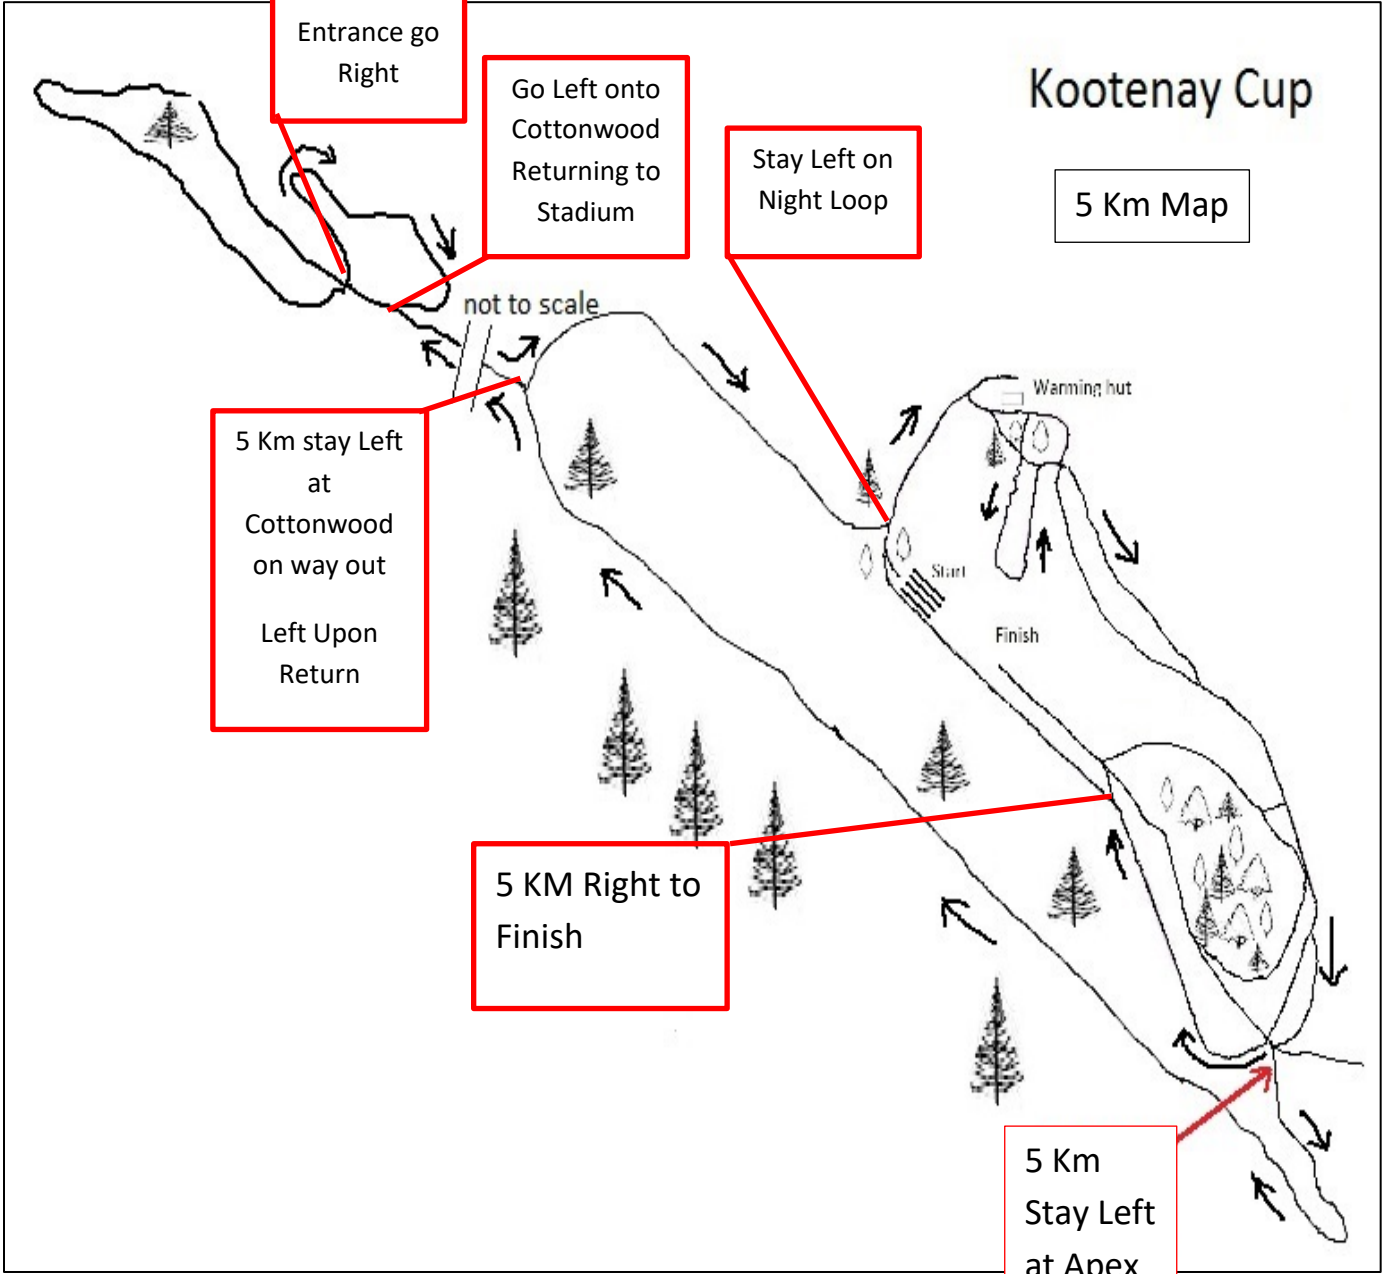 Entrance go
Right
Go Left onto
Cottonwood
Returning to
Stadium
Stay Left on
Night Loop
Kootenay Cup
5 Km Map
not to scale
Warming hut
5 Km stay Left
at
Cottonwood
on way out
Left Upon
Return
Start
Finish
5 KM Right to
Finish
5 Km
Stay Left
at Apex